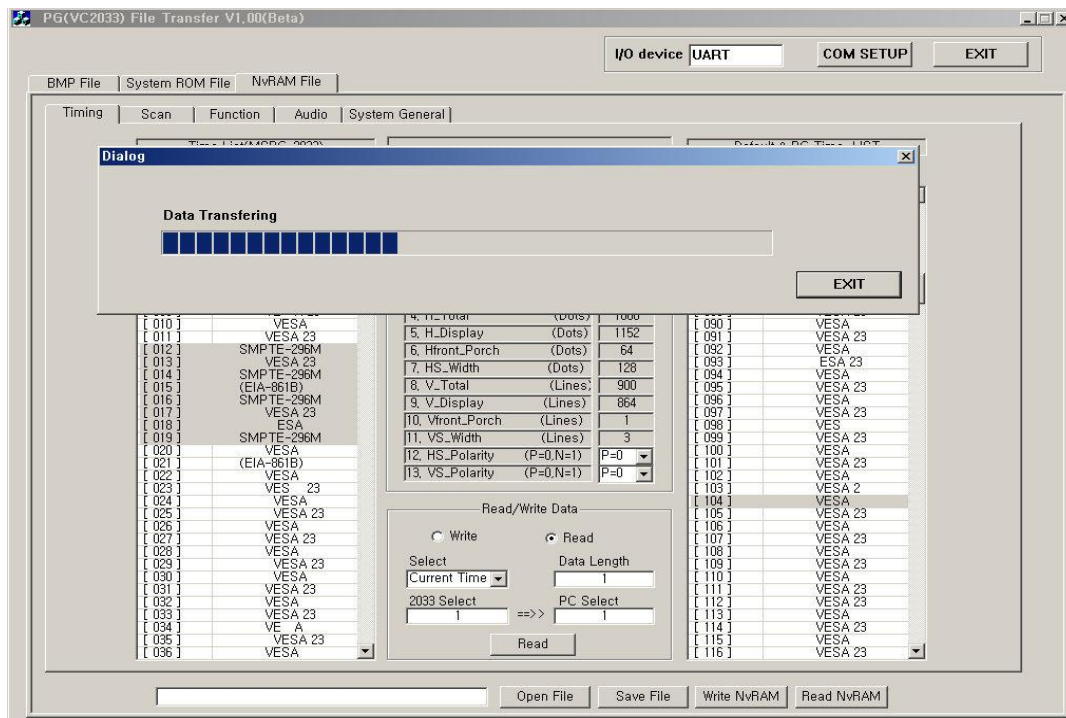 PG(VC2033) File Transfer V1.00(Beta)
I/O device UART COM SETUP EXIT
BMP File System ROM File NvRAM File
Timing Scan Function Audio System General
Dialog
Data Transfering
EXIT
4. H_Total (Dots)
[ 010 ] VESA
[ 011 ] VESA 23
[ 012 ] SMPTE-296M
[ 013 ] VESA 23
[ 014 ] SMPTE-296M
[ 015 ] (EIA-861B)
[ 016 ] SMPTE-296M
[ 017 ] VESA 23
[ 018 ] ESA
[ 019 ] SMPTE-296M
[ 020 ] VESA
[ 021 ] (EIA-861B)
[ 022 ] VESA
[ 023 ] VES 23
[ 024 ] VESA
[ 025 ] VESA 23
[ 026 ] VESA
[ 027 ] VESA 23
[ 028 ] VESA
[ 029 ] VESA 23
[ 030 ] VESA
[ 031 ] VESA 23
[ 032 ] VESA
[ 033 ] VESA 23
[ 034 ] VE A
[ 035 ] VESA 23
[ 036 ] VESA
5. H_Display (Dots) 1152
6. Hfront_Porch (Dots) 64
7. HS_Width (Dots) 128
8. V_Total (Lines) 900
9. V_Display (Lines) 864
10. Vfront_Porch (Lines) 1
11. VS_Width (Lines) 3
12. HS_Polarity (P=0,N=1) P=0
13. VS_Polarity (P=0,N=1) P=0
Read/Write Data
Write Read
Select Data Length
Current Time 1
2033 Select PC Select
1 ==>> 1
Read
[ 090 ] VESA
[ 091 ] VESA 23
[ 092 ] VESA
[ 093 ] ESA 23
[ 094 ] VESA
[ 095 ] VESA 23
[ 096 ] VESA
[ 097 ] VESA 23
[ 098 ] VES
[ 099 ] VESA 23
[ 100 ] VESA
[ 101 ] VESA 23
[ 102 ] VESA
[ 103 ] VESA 2
[ 104 ] VESA
[ 105 ] VESA 23
[ 106 ] VESA
[ 107 ] VESA 23
[ 108 ] VESA
[ 109 ] VESA 23
[ 110 ] VESA
[ 111 ] VESA 23
[ 112 ] VESA 23
[ 113 ] VESA
[ 114 ] VESA 23
[ 115 ] VESA
[ 116 ] VESA 23
Open File Save File Write NvRAM Read NvRAM